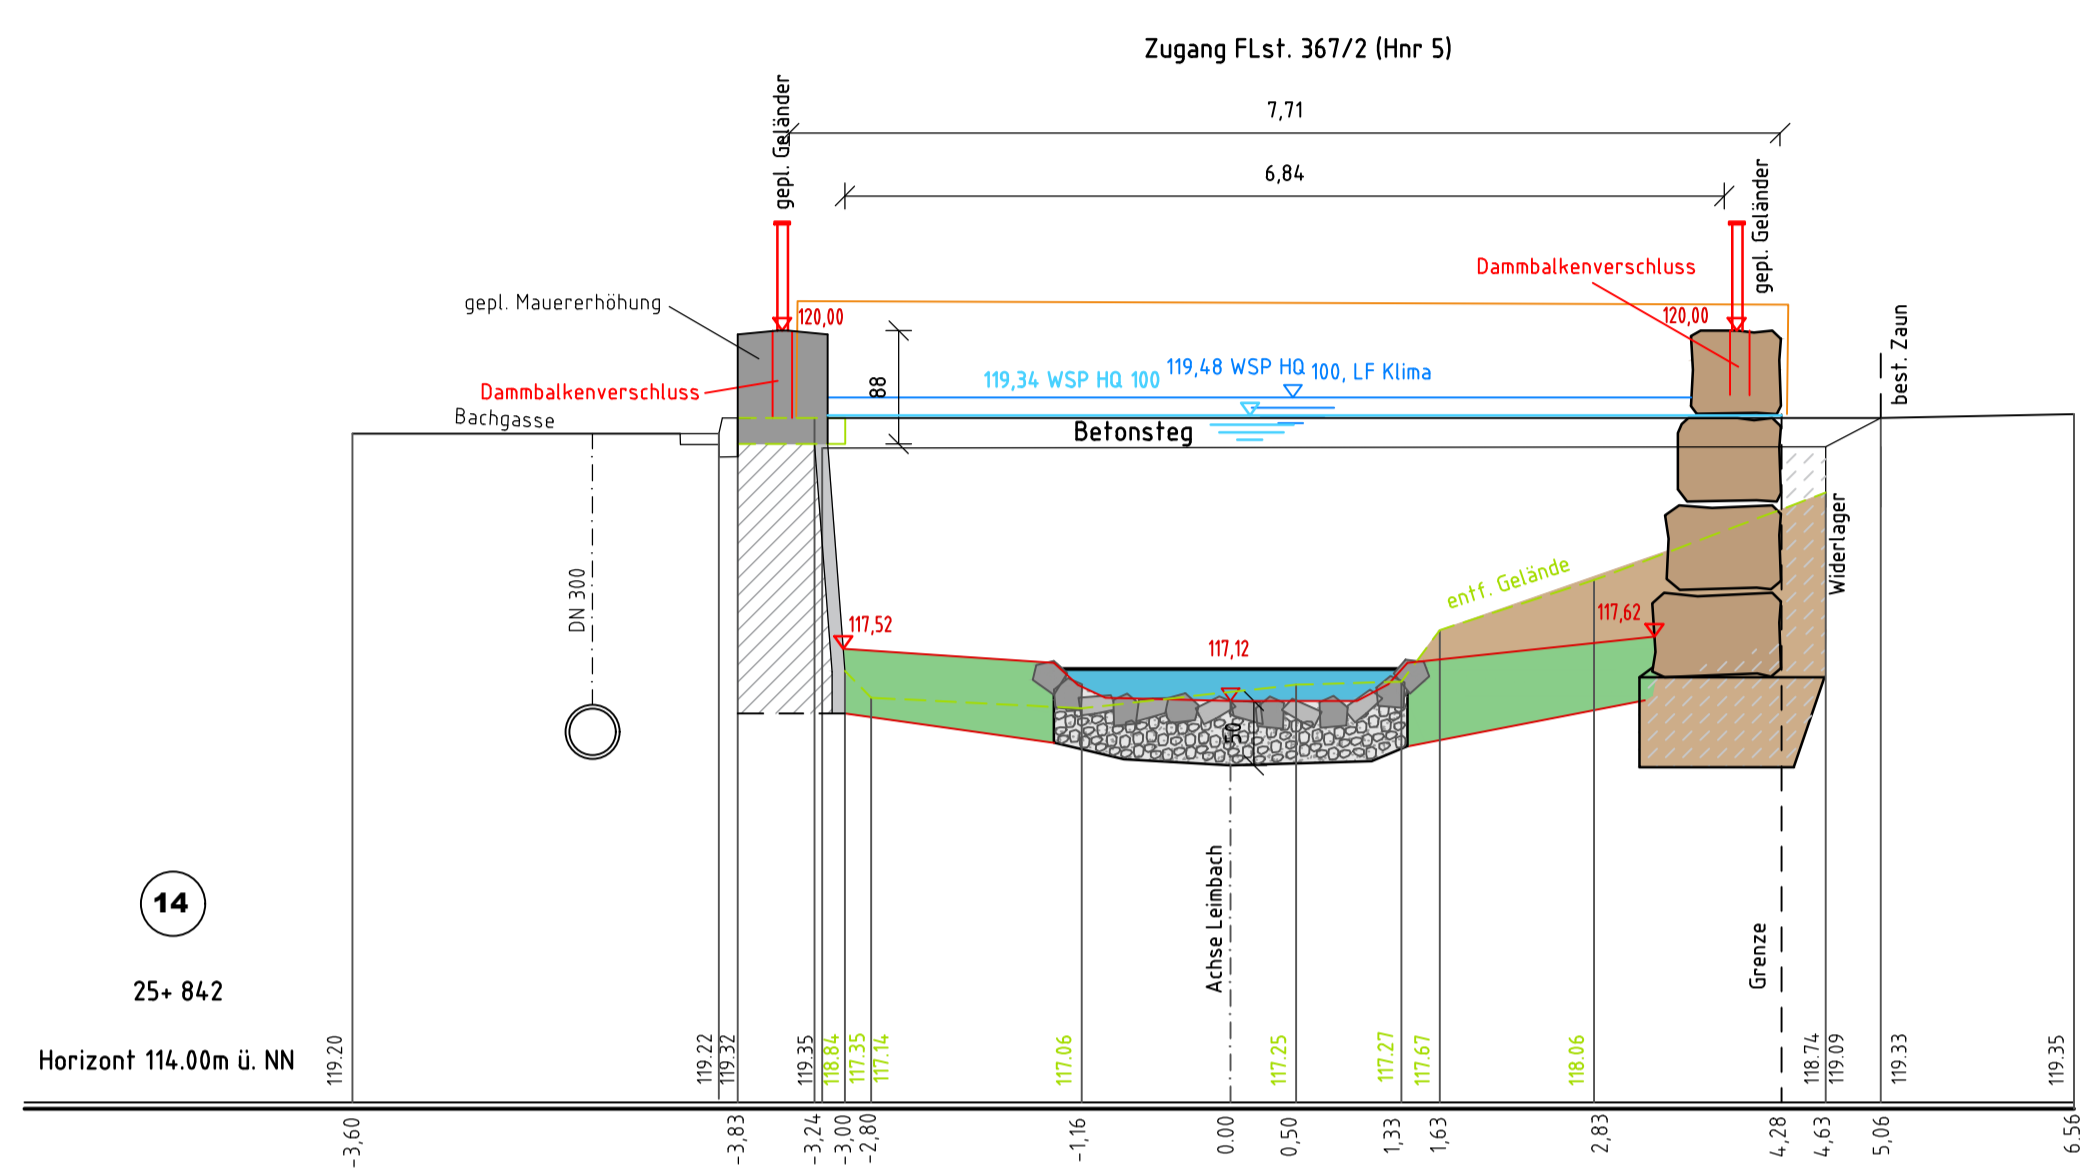 Zugang FLst. 367/2 (Hnr 5)
7,71
6,84
gepl. Geländer
gepl. Geländer
Dammbalkenverschluss
gepl. Mauererhöhung
120,00
120,00
best. Zaun
119,48 WSP HQ 100, LF Klima
119,34 WSP HQ 100
88
Dammbalkenverschluss
Bachgasse
Betonsteg
Widerlager
entf. Gelände
DN 300
117,52
117,62
117,12
50
Achse Leimbach
Grenze
14
25+ 842
Horizont 114.00m ü. NN
119.20
119.22
119.32
119.35
118.84
117.35
117.14
117.06
117.25
117.27
117.67
118.06
118.74
119.09
119.33
119.35
-3,60
-3,83
-3,24
-3,00
-2,80
-1,16
0.00
0,50
1,33
1,63
2,83
4,28
4,63
5,06
6.56